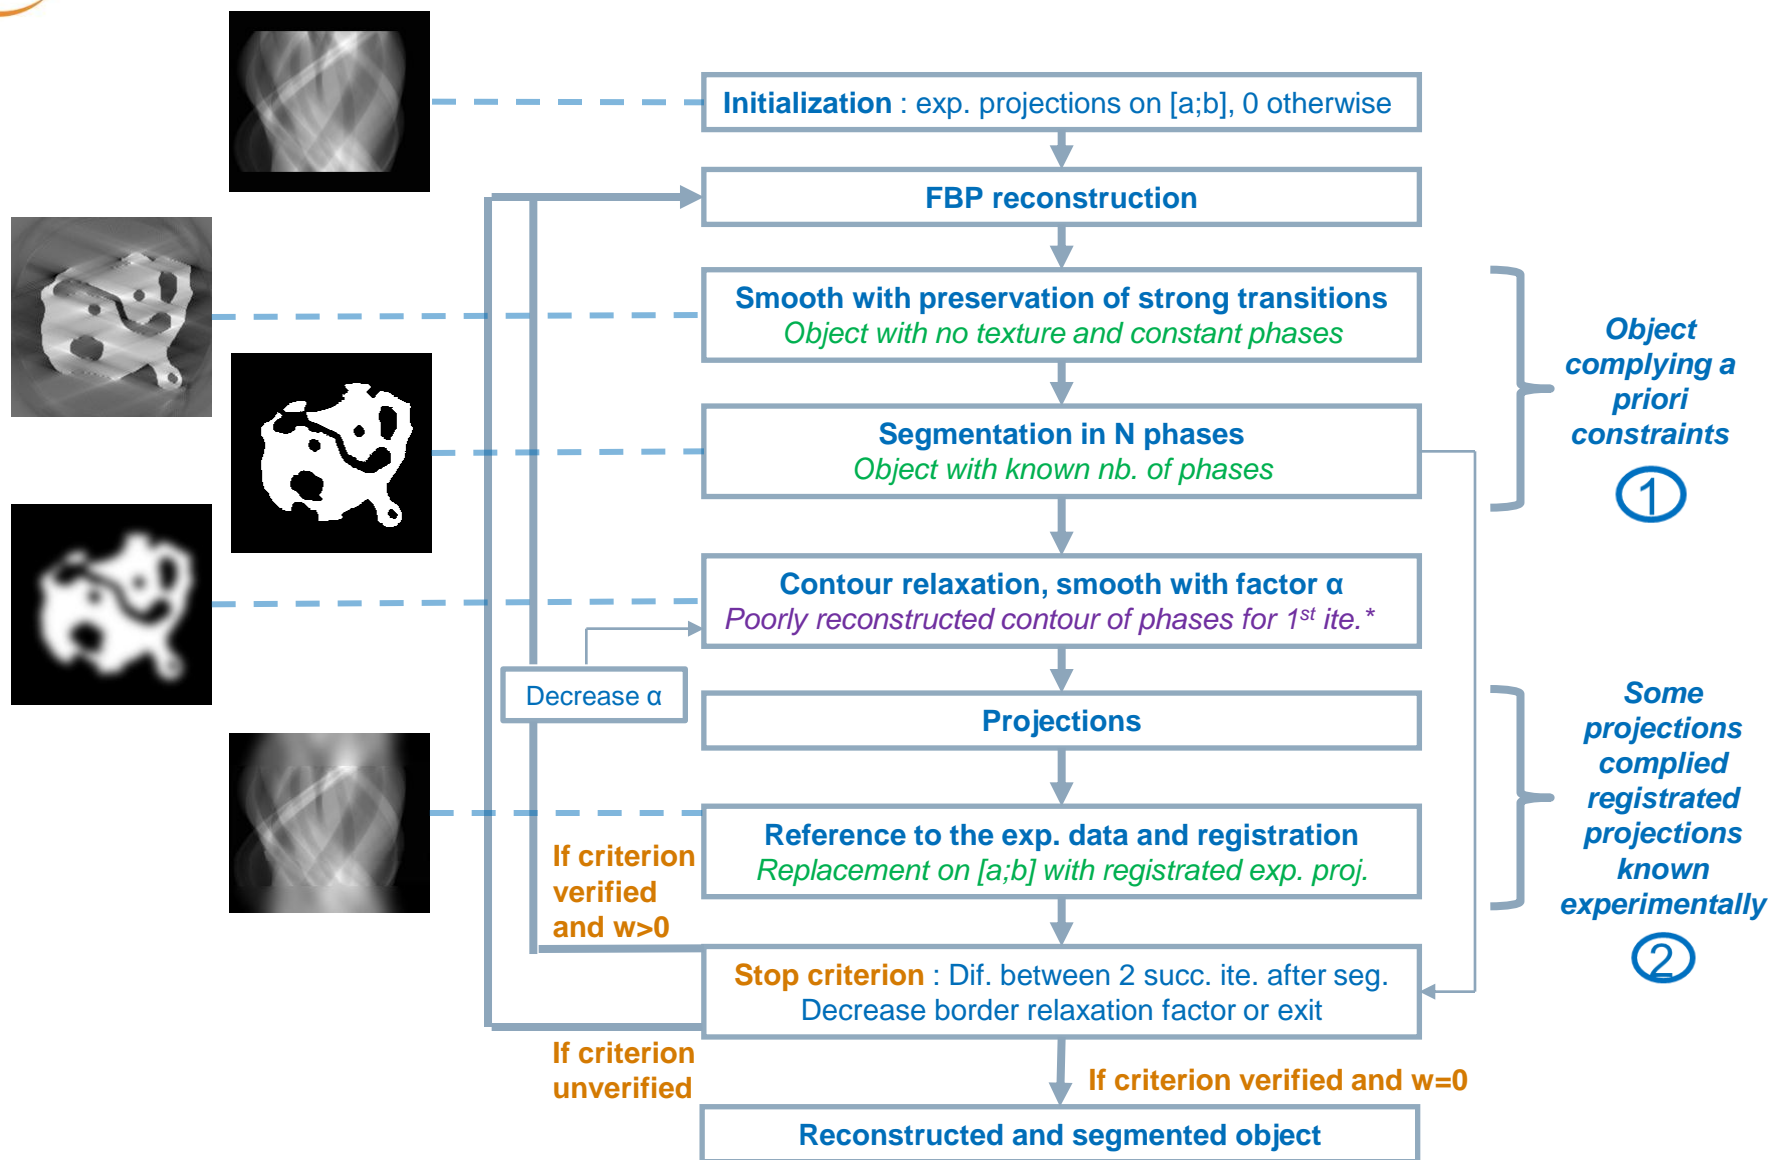 Initialization : exp. projections on [a;b], 0 otherwise
FBP reconstruction
Smooth with preservation of strong transitions
Object with no texture and constant phases
Segmentation in N phases
Object with known nb. of phases
Object
complying a
priori
constraints
1
Contour relaxation, smooth with factor α
Poorly reconstructed contour of phases for 1st ite.*
Decrease α
Projections
Reference to the exp. data and registration
Replacement on [a;b] with registrated exp. proj.
Some
projections
complied
registrated
projections
known
experimentally
2
If criterion
verified
and w>0
Stop criterion : Dif. between 2 succ. ite. after seg.
Decrease border relaxation factor or exit
If criterion
unverified
If criterion verified and w=0
Reconstructed and segmented object